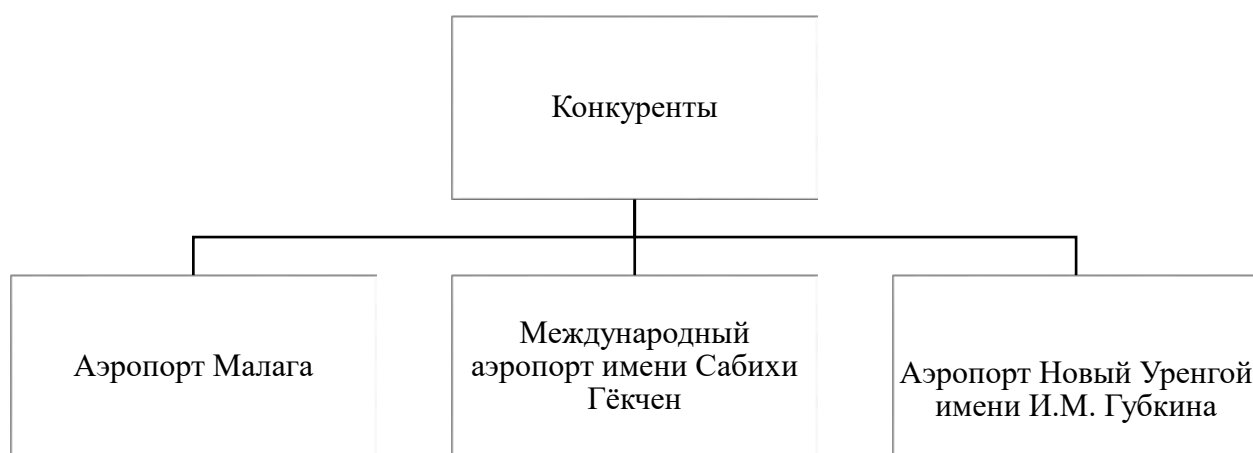 Конкуренты
Аэропорт Малага
Международный
аэропорт имени Сабихи
Гёкчен
Аэропорт Новый Уренгой
имени И.М. Губкина